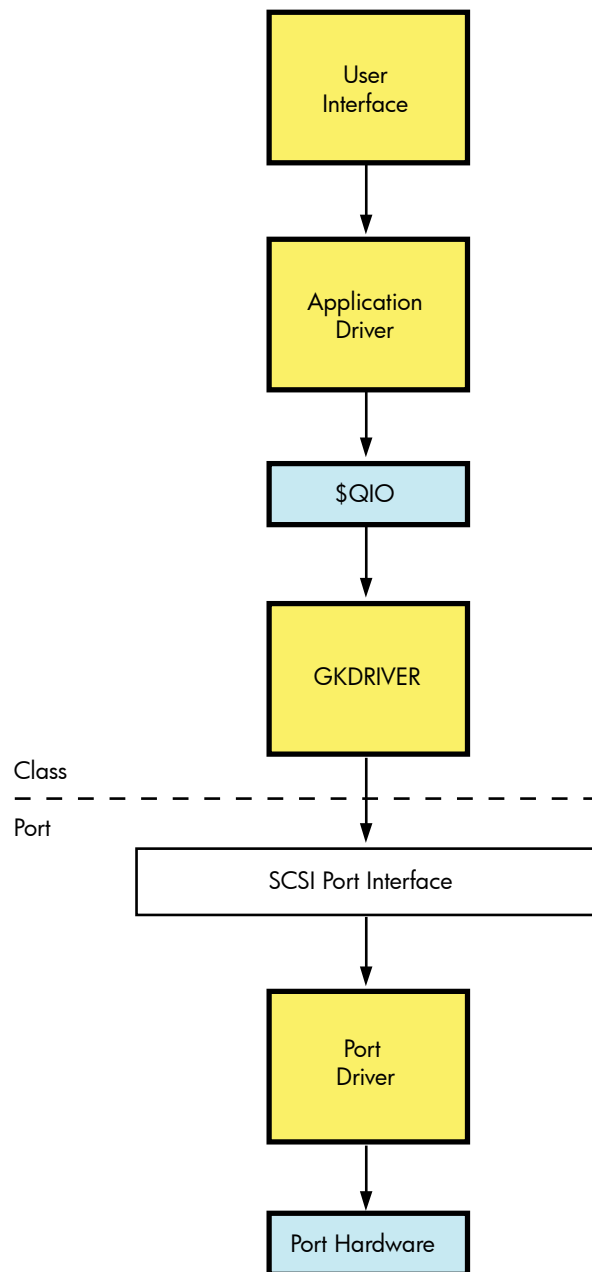 User
Interface
Application
Driver
$QIO
GKDRIVER
Class
Port
SCSI Port Interface
Port
Driver
Port Hardware